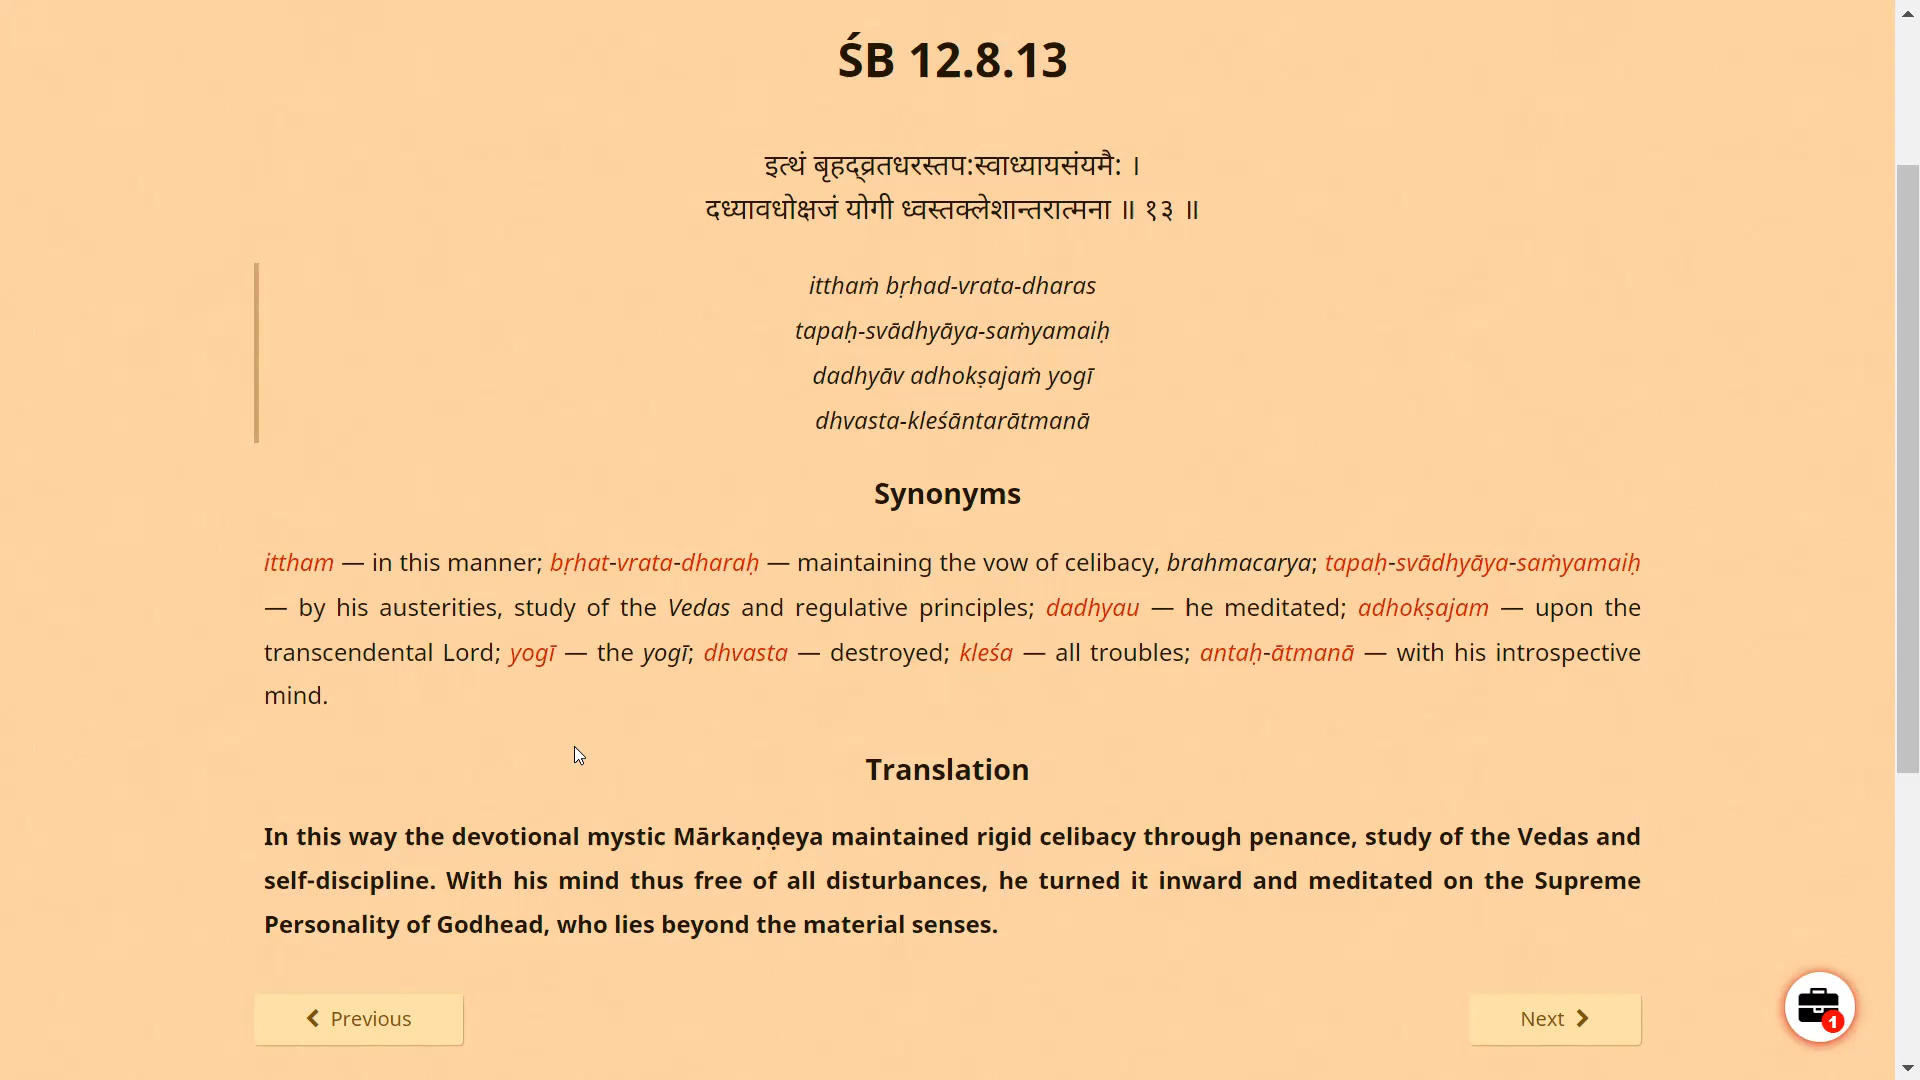 ŚB 12.8.13
इत्थं बृहद्‌व्रतधरस्तप:स्वाध्यायसंयमै: ।
दध्यावधोक्षजं योगी ध्वस्तक्लेशान्तरात्मना ॥ १३ ॥
itthaṁ bṛhad-vrata-dharas
tapaḥ-svādhyāya-saṁyamaiḥ
dadhyāv adhokṣajaṁ yogī
dhvasta-kleśāntarātmanā
Synonyms
ittham — in this manner; bṛhat-vrata-dharaḥ — maintaining the vow of celibacy, brahmacarya; tapaḥ-svādhyāya-saṁyamaiḥ
— by his austerities, study of the Vedas and regulative principles; dadhyau — he meditated; adhokṣajam — upon the
transcendental Lord; yogī — the yogī; dhvasta — destroyed; kleśa — all troubles; antaḥ-ātmanā — with his introspective
mind.
Translation
In this way the devotional mystic Mārkaṇḍeya maintained rigid celibacy through penance, study of the Vedas and
self-discipline. With his mind thus free of all disturbances, he turned it inward and meditated on the Supreme
Personality of Godhead, who lies beyond the material senses.
Previous
Next
1